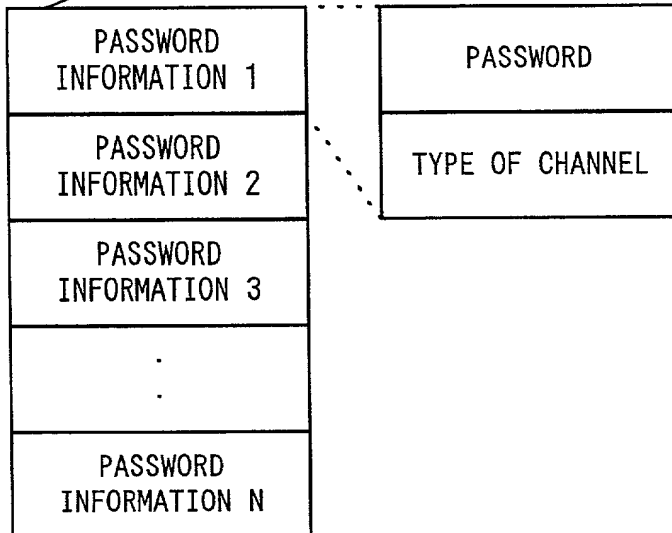 PASSWORD
INFORMATION 1
PASSWORD
INFORMATION 2
PASSWORD
INFORMATION 3
.
.
PASSWORD
INFORMATION N
PASSWORD
TYPE OF CHANNEL